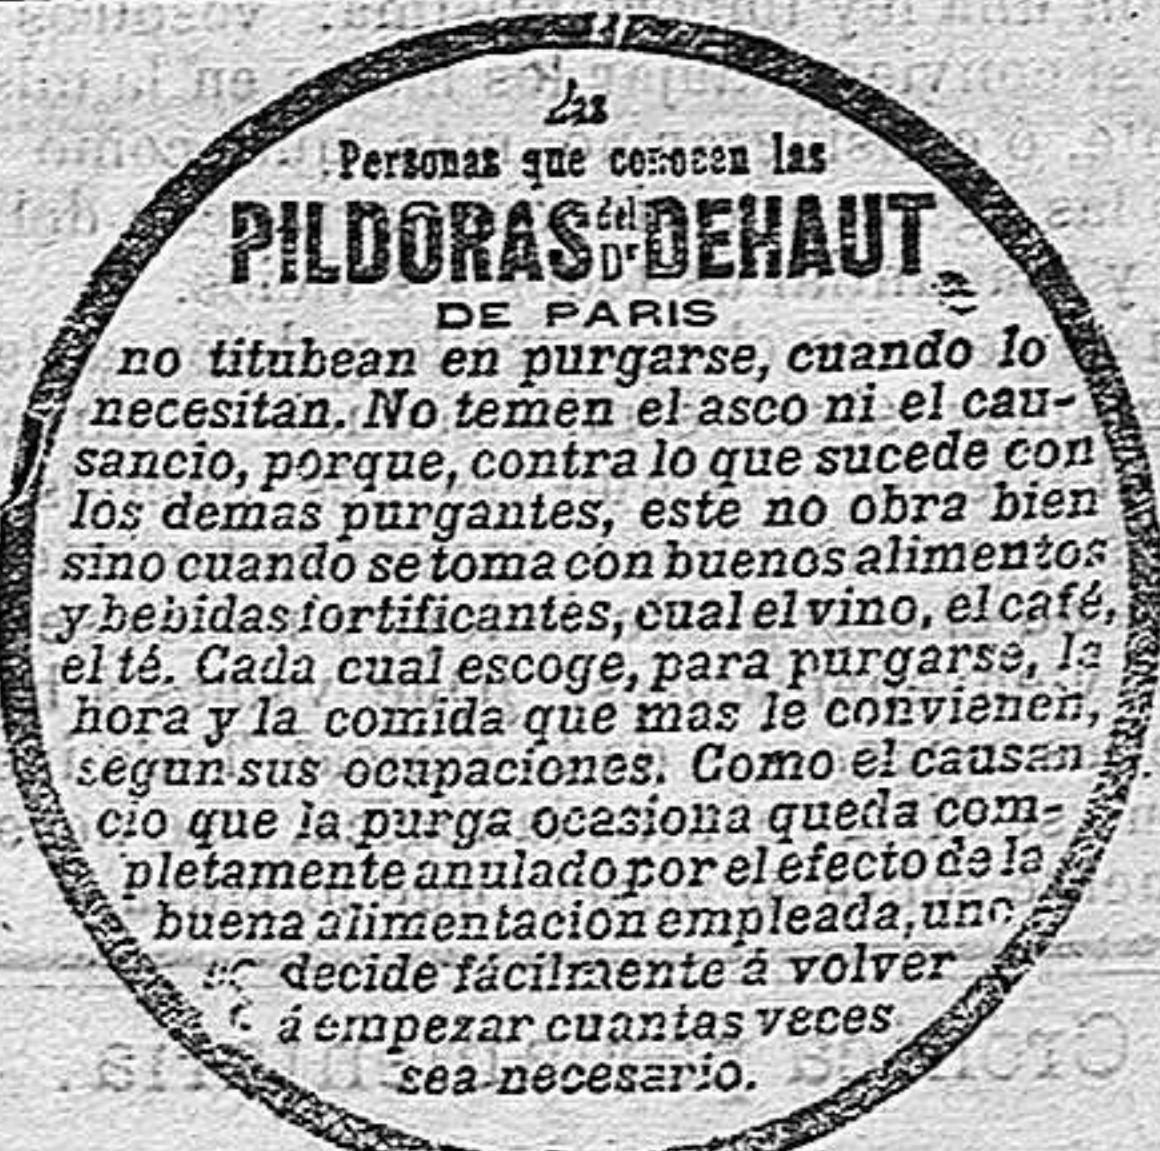 Las
Personas que conocen las
PILDORAS del Dr DEHAUT
DE PARIS
no titubean en purgarse, cuando lo
necesitan. No temen el asco ni el cau-
sancio, porque, contra lo que sucede con
los demas purgantes, este no obra bien
sino cuando se toma con buenos alimentos
y bebidas fortificantes, cual el vino, el café,
el té. Cada cual escoge, para purgarse, la
hora y la comida que mas le convienen,
segun sus ocupaciones. Como el causan
cio que la purga ocasiona queda com-
pletamente anulado por el efecto de la
buena alimentacion empleada, uno
se decide fácilmente á volver
á empezar cuantas veces
sea necesario.